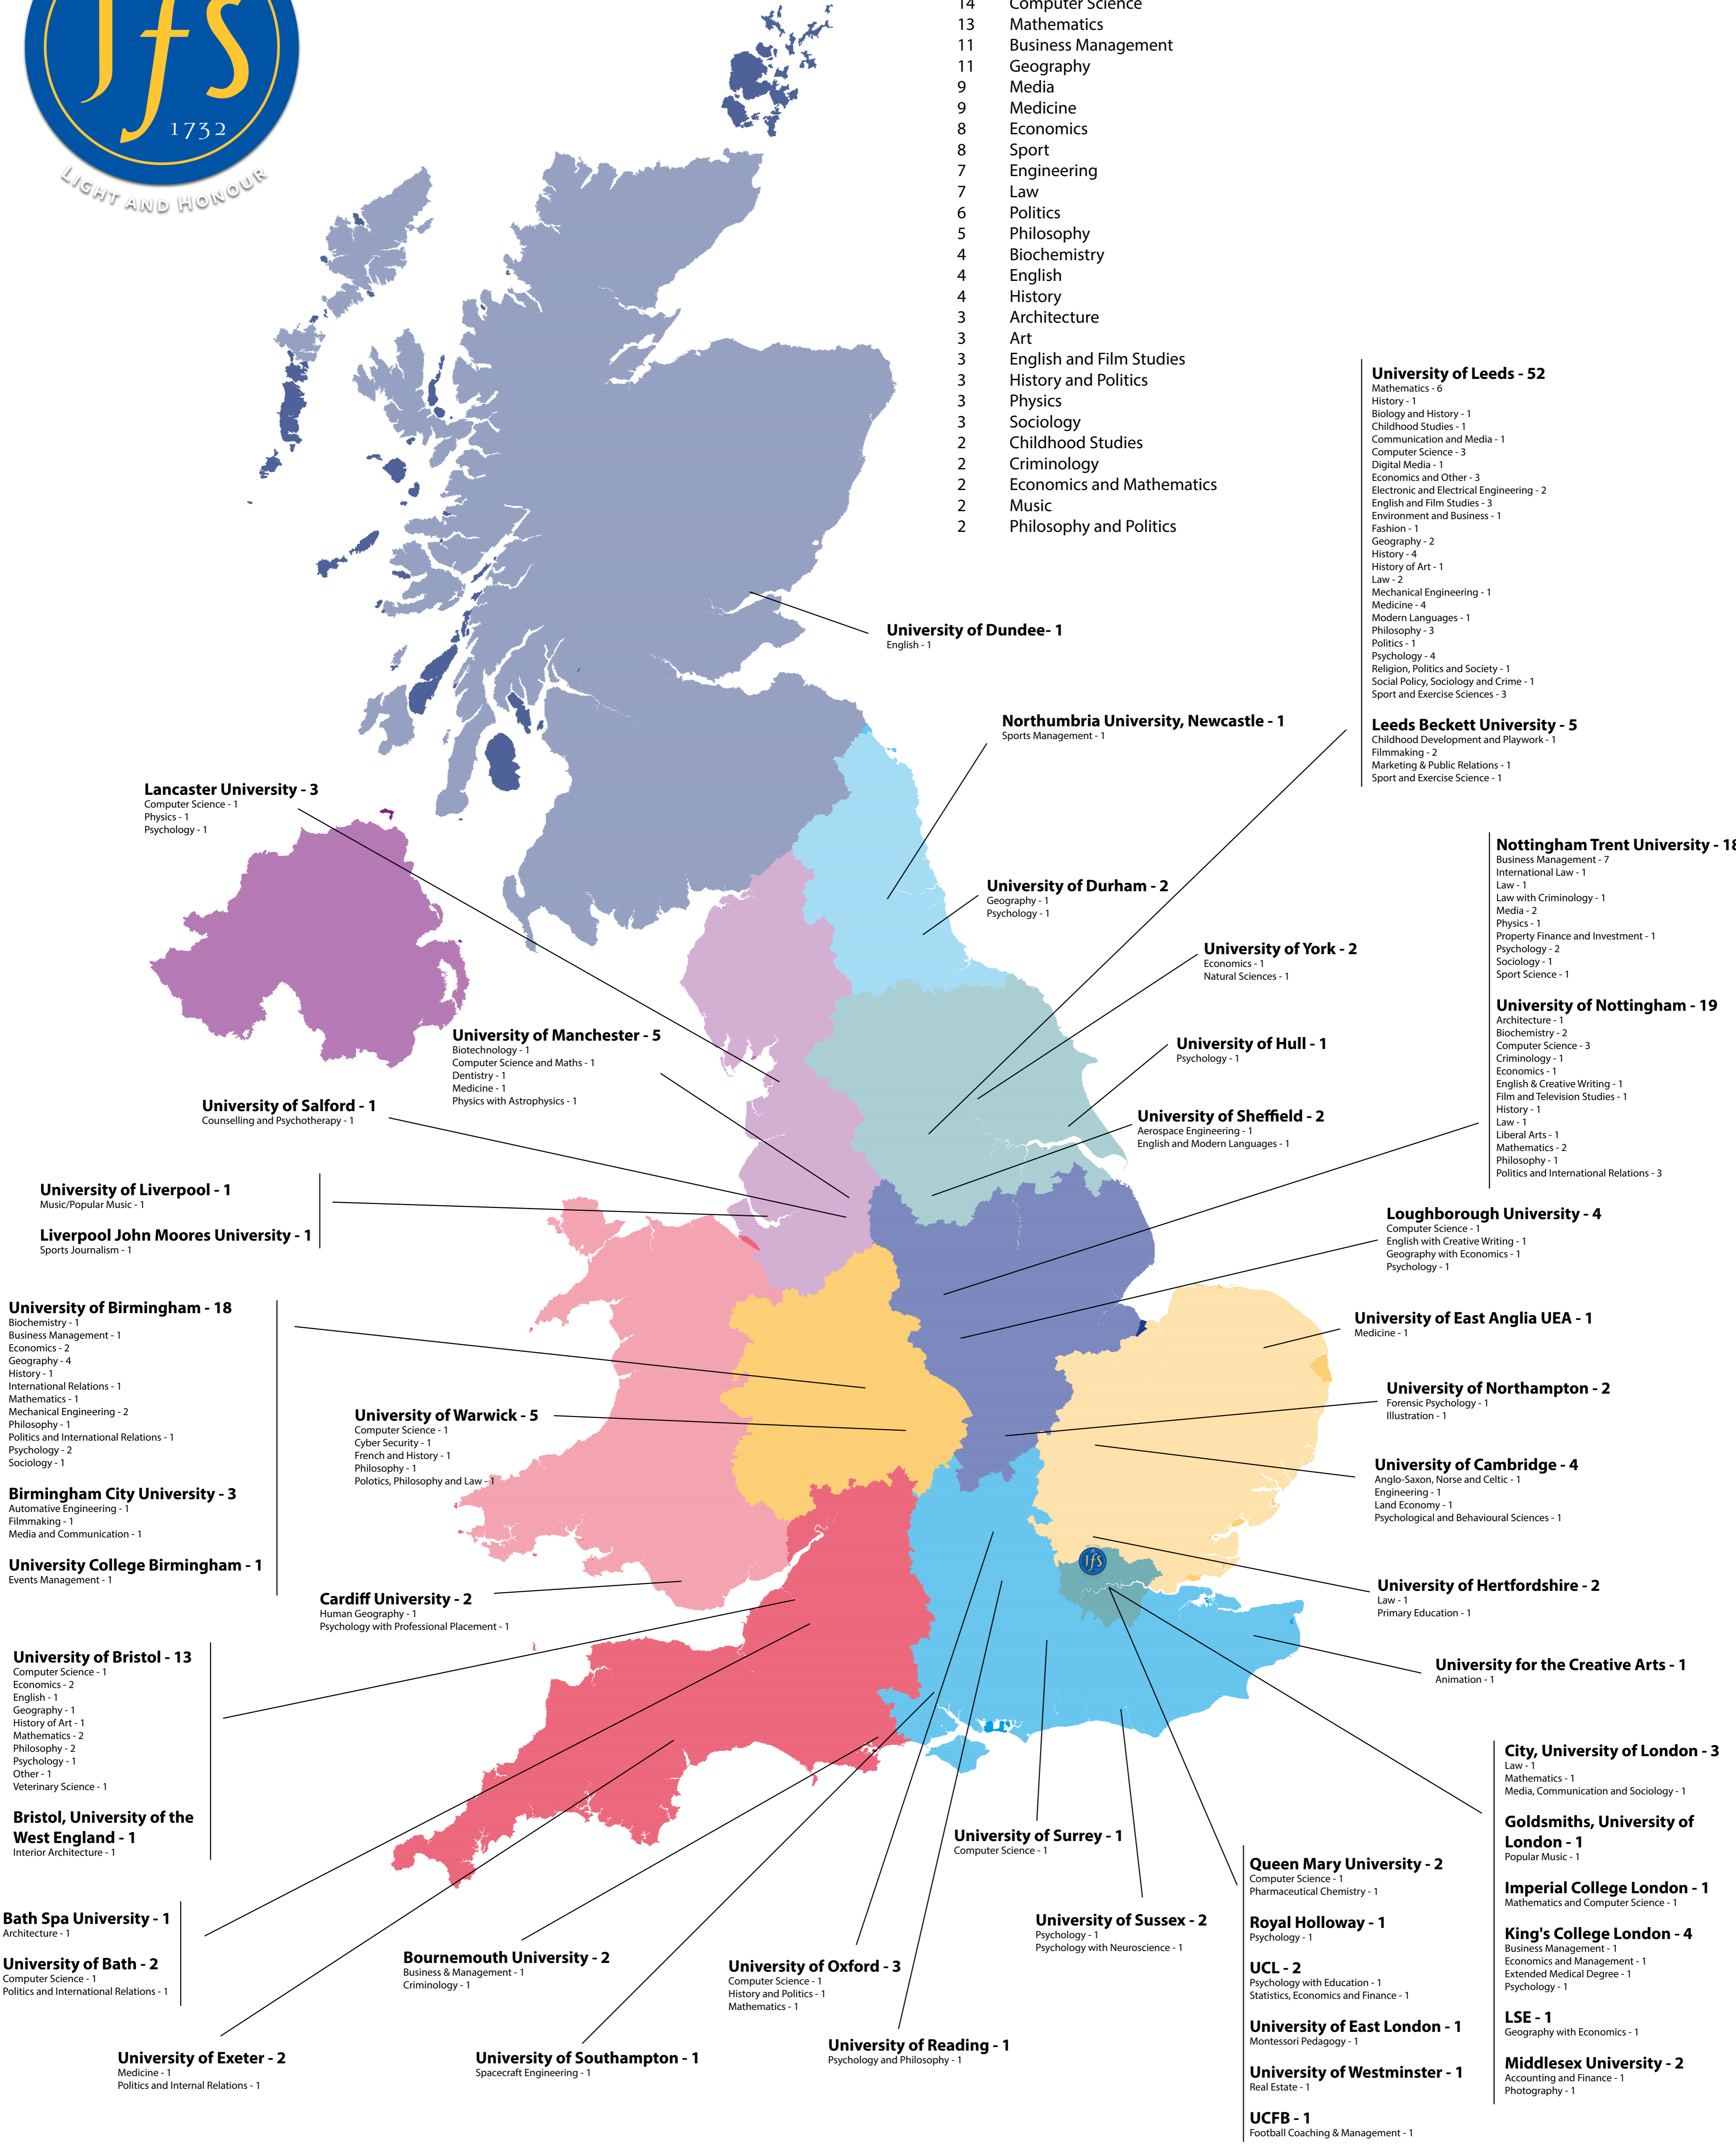 JfS
1732
LIGHT AND HONOUR
14 Computer Science
13 Mathematics
11 Business Management
11 Geography
9 Media
9 Medicine
8 Economics
8 Sport
7 Engineering
7 Law
6 Politics
5 Philosophy
4 Biochemistry
4 English
4 History
3 Architecture
3 Art
3 English and Film Studies
3 History and Politics
3 Physics
3 Sociology
2 Childhood Studies
2 Criminology
2 Economics and Mathematics
2 Music
2 Philosophy and Politics
University of Leeds - 52
Mathematics - 6
History - 1
Biology and History - 1
Childhood Studies - 1
Communication and Media - 1
Computer Science - 3
Digital Media - 1
Economics and Other - 3
Electronic and Electrical Engineering - 2
English and Film Studies - 3
Environment and Business - 1
Fashion - 1
Geography - 2
History - 4
History of Art - 1
Law - 2
Mechanical Engineering - 1
Medicine - 4
Modern Languages - 1
Philosophy - 3
Politics - 1
Psychology - 4
Religion, Politics and Society - 1
Social Policy, Sociology and Crime - 1
Sport and Exercise Sciences - 3
Leeds Beckett University - 5
Childhood Development and Playwork - 1
Filmmaking - 2
Marketing & Public Relations - 1
Sport and Exercise Science - 1
University of Dundee- 1
English - 1
Northumbria University, Newcastle - 1
Sports Management - 1
Lancaster University - 3
Computer Science - 1
Physics - 1
Psychology - 1
Nottingham Trent University - 18
Business Management - 7
International Law - 1
Law - 1
Law with Criminology - 1
Media - 2
Physics - 1
Property Finance and Investment - 1
Psychology - 2
Sociology - 1
Sport Science - 1
University of Durham - 2
Geography - 1
Psychology - 1
University of York - 2
Economics - 1
Natural Sciences - 1
University of Nottingham - 19
Architecture - 1
Biochemistry - 2
Computer Science - 3
Criminology - 1
Economics - 1
English & Creative Writing - 1
Film and Television Studies - 1
History - 1
Law - 1
Liberal Arts - 1
Mathematics - 2
Philosophy - 1
Politics and International Relations - 3
University of Manchester - 5
Biotechnology - 1
Computer Science and Maths - 1
Dentistry - 1
Medicine - 1
Physics with Astrophysics - 1
University of Hull - 1
Psychology - 1
University of Salford - 1
Counselling and Psychotherapy - 1
University of Sheffield - 2
Aerospace Engineering - 1
English and Modern Languages - 1
University of Liverpool - 1
Music/Popular Music - 1
Liverpool John Moores University - 1
Sports Journalism - 1
Loughborough University - 4
Computer Science - 1
English with Creative Writing - 1
Geography with Economics - 1
Psychology - 1
University of Birmingham - 18
Biochemistry - 1
Business Management - 1
Economics - 2
Geography - 4
History - 1
International Relations - 1
Mathematics - 1
Mechanical Engineering - 2
Philosophy - 1
Politics and International Relations - 1
Psychology - 2
Sociology - 1
Birmingham City University - 3
Automative Engineering - 1
Filmmaking - 1
Media and Communication - 1
University College Birmingham - 1
Events Management - 1
University of East Anglia UEA - 1
Medicine - 1
University of Northampton - 2
Forensic Psychology - 1
Illustration - 1
University of Warwick - 5
Computer Science - 1
Cyber Security - 1
French and History - 1
Philosophy - 1
Polotics, Philosophy and Law - 1
University of Cambridge - 4
Anglo-Saxon, Norse and Celtic - 1
Engineering - 1
Land Economy - 1
Psychological and Behavioural Sciences - 1
JfS
Cardiff University - 2
Human Geography - 1
Psychology with Professional Placement - 1
University of Hertfordshire - 2
Law - 1
Primary Education - 1
University of Bristol - 13
Computer Science - 1
Economics - 2
English - 1
Geography - 1
History of Art - 1
Mathematics - 2
Philosophy - 2
Psychology - 1
Other - 1
Veterinary Science - 1
Bristol, University of the
West England - 1
Interior Architecture - 1
University for the Creative Arts - 1
Animation - 1
City, University of London - 3
Law - 1
Mathematics - 1
Media, Communication and Sociology - 1
Goldsmiths, University of
London - 1
Popular Music - 1
Imperial College London - 1
Mathematics and Computer Science - 1
King's College London - 4
Business Management - 1
Economics and Management - 1
Extended Medical Degree - 1
Psychology - 1
LSE - 1
Geography with Economics - 1
Middlesex University - 2
Accounting and Finance - 1
Photography - 1
University of Surrey - 1
Computer Science - 1
Queen Mary University - 2
Computer Science - 1
Pharmaceutical Chemistry - 1
Royal Holloway - 1
Psychology - 1
UCL - 2
Psychology with Education - 1
Statistics, Economics and Finance - 1
University of East London - 1
Montessori Pedagogy - 1
University of Westminster - 1
Real Estate - 1
UCFB - 1
Football Coaching & Management - 1
University of Sussex - 2
Psychology - 1
Psychology with Neuroscience - 1
Bath Spa University - 1
Architecture - 1
University of Bath - 2
Computer Science - 1
Politics and International Relations - 1
Bournemouth University - 2
Business & Management - 1
Criminology - 1
University of Oxford - 3
Computer Science - 1
History and Politics - 1
Mathematics - 1
University of Reading - 1
Psychology and Philosophy - 1
University of Exeter - 2
Medicine - 1
Politics and Internal Relations - 1
University of Southampton - 1
Spacecraft Engineering - 1